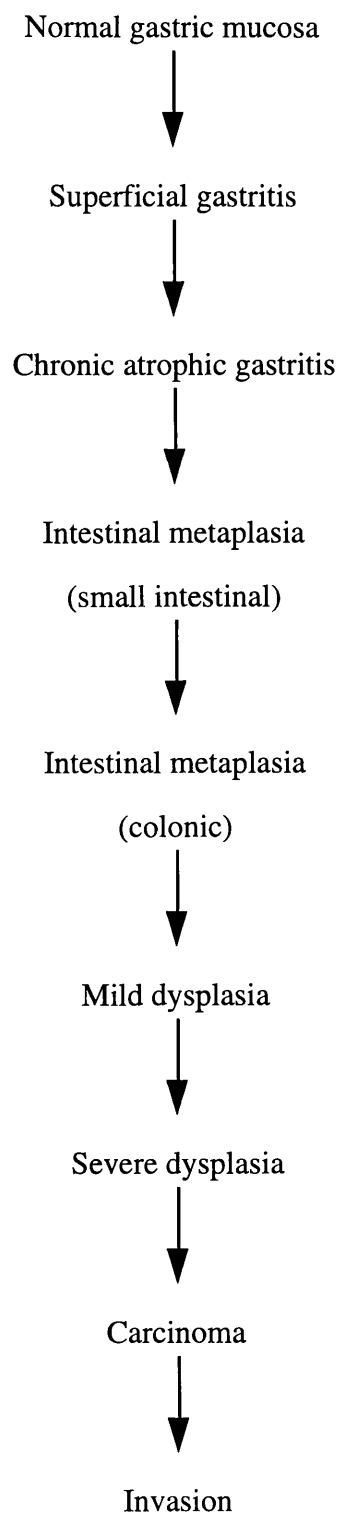 Normal gastric mucosa
Superficial gastritis
Chronic atrophic gastritis
Intestinal metaplasia
(small intestinal)
Intestinal metaplasia
(colonic)
Mild dysplasia
Severe dysplasia
Carcinoma
Invasion